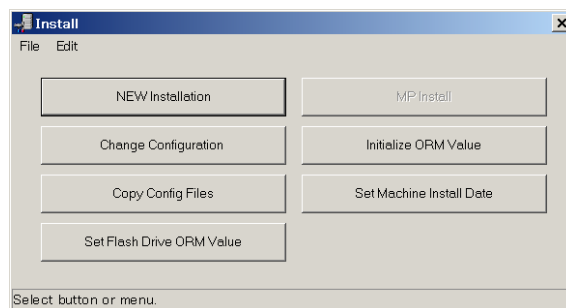 Install
File Edit
NEW Installation
MP Install
Change Configuration
Initialize ORM Value
Copy Config Files
Set Machine Install Date
Set Flash Drive ORM Value
Select button or menu.